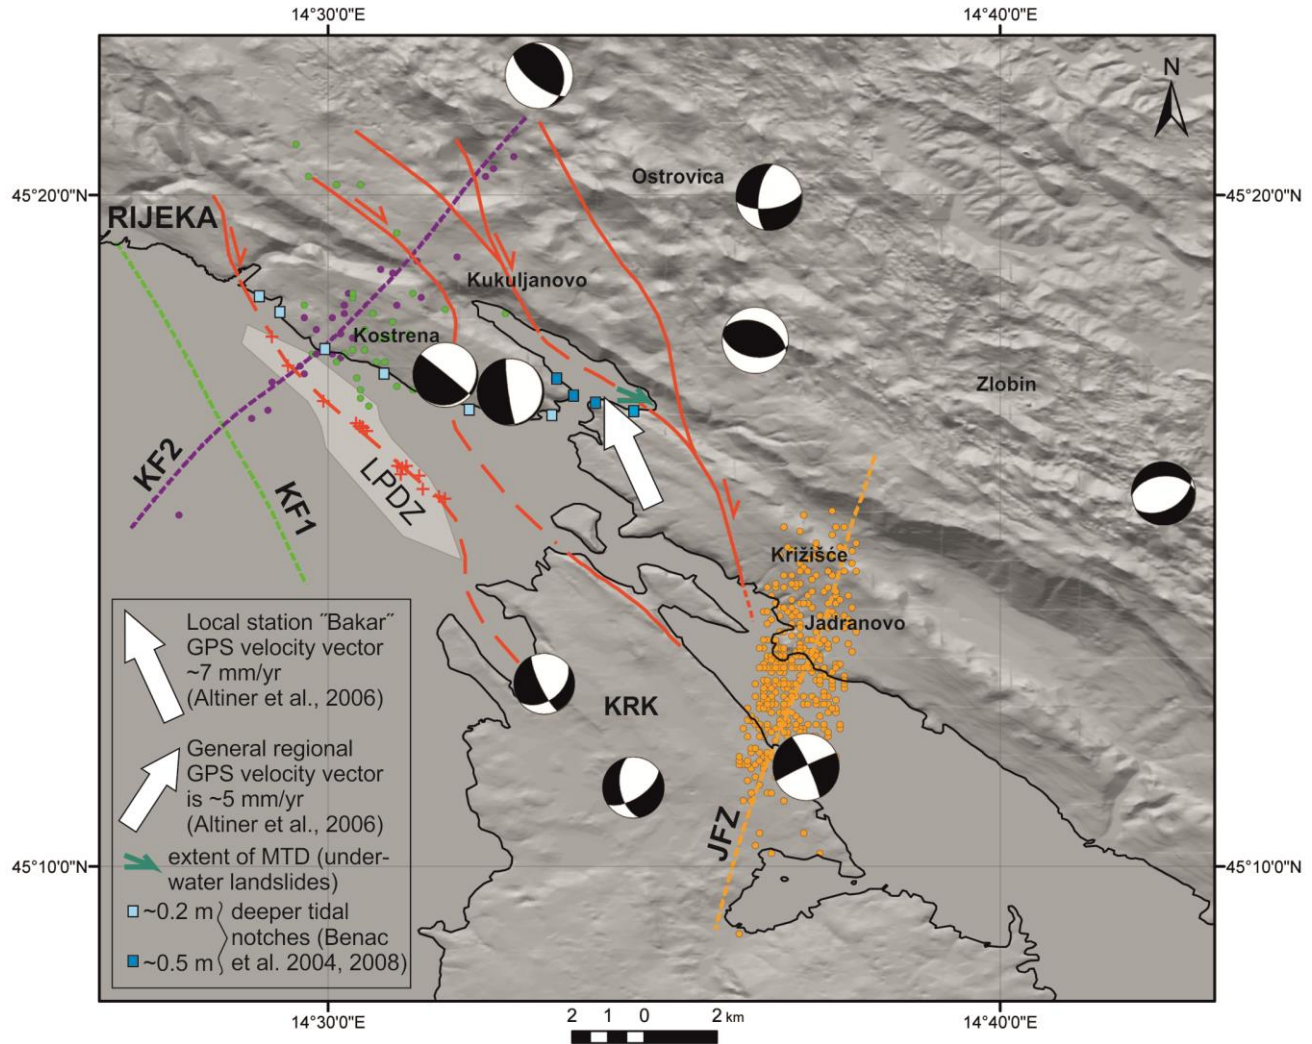 14°30'0"E
14°40'0"E
N
45°20'0"N
45°20'0"N
Ostrovica
RIJEKA
Kukuljanovo
Kostrena
Zlobin
KF2
KF1
LPDZ
Križišće
Jadranovo
KRK
JFZ
Local station ˝Bakar˝
GPS velocity vector
~7 mm/yr
(Altiner et al., 2006)
General regional
GPS velocity vector
is ~5 mm/yr
(Altiner et al., 2006)
extent of MTD (under-
water landslides)
~0.2 m deeper tidal
notches (Benac
~0.5 m et al. 2004, 2008)
45°10'0"N
45°10'0"N
14°30'0"E
14°40'0"E
2 1 0 2 km